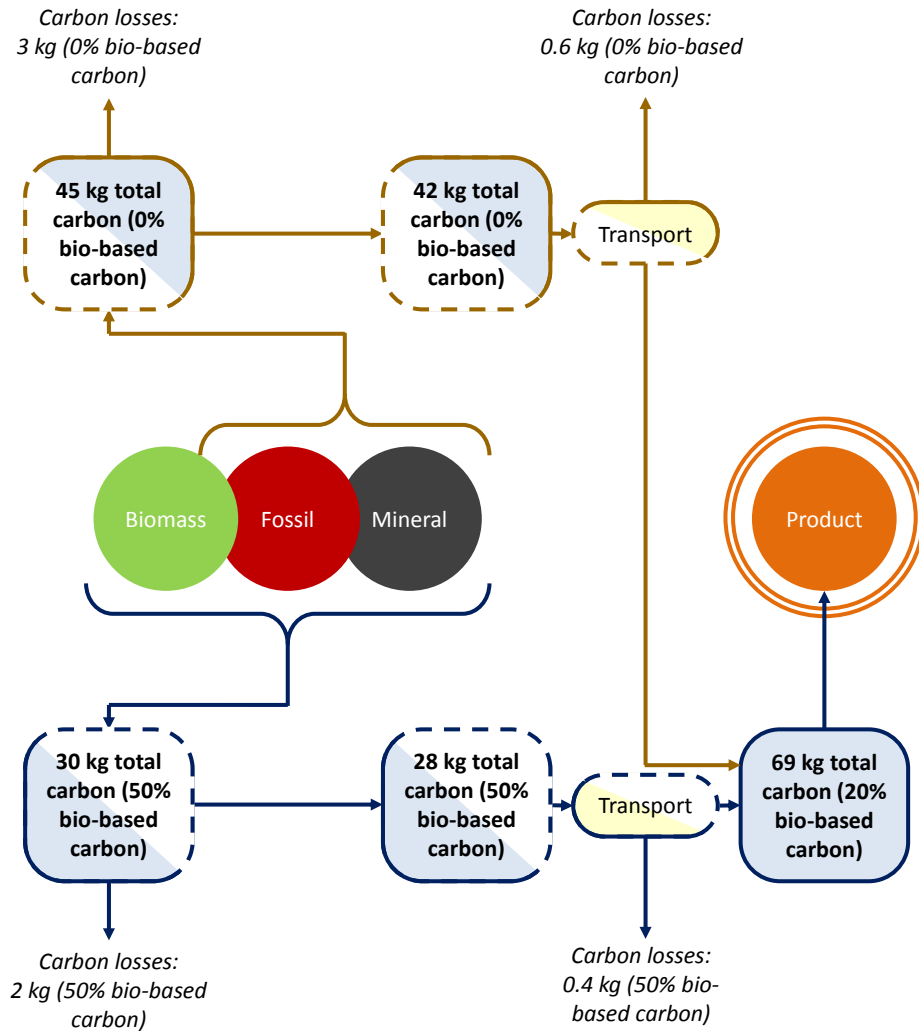 Carbon losses:
3 kg (0% bio-based
carbon)
Carbon losses:
0.6 kg (0% bio-based
carbon)
45 kg total
carbon (0%
bio-based
carbon)
42 kg total
carbon (0%
bio-based
carbon)
Transport
Biomass
Fossil
Mineral
Product
30 kg total
carbon (50%
bio-based
carbon)
28 kg total
carbon (50%
bio-based
carbon)
Transport
69 kg total
carbon (20%
bio-based
carbon)
Carbon losses:
2 kg (50% bio-based
carbon)
Carbon losses:
0.4 kg (50% bio-
based carbon)